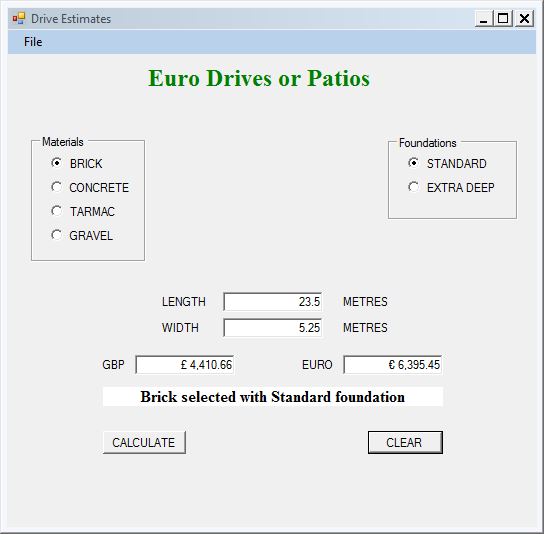 Drive Estimates
File
Euro Drives or Patios
Materials
BRICK
CONCRETE
TARMAC
GRAVEL
Foundations
STANDARD
EXTRA DEEP
LENGTH 23.5 METRES
WIDTH 5.25 METRES
GBP £ 4,410.66 EURO € 6,395.45
Brick selected with Standard foundation
CALCULATE CLEAR